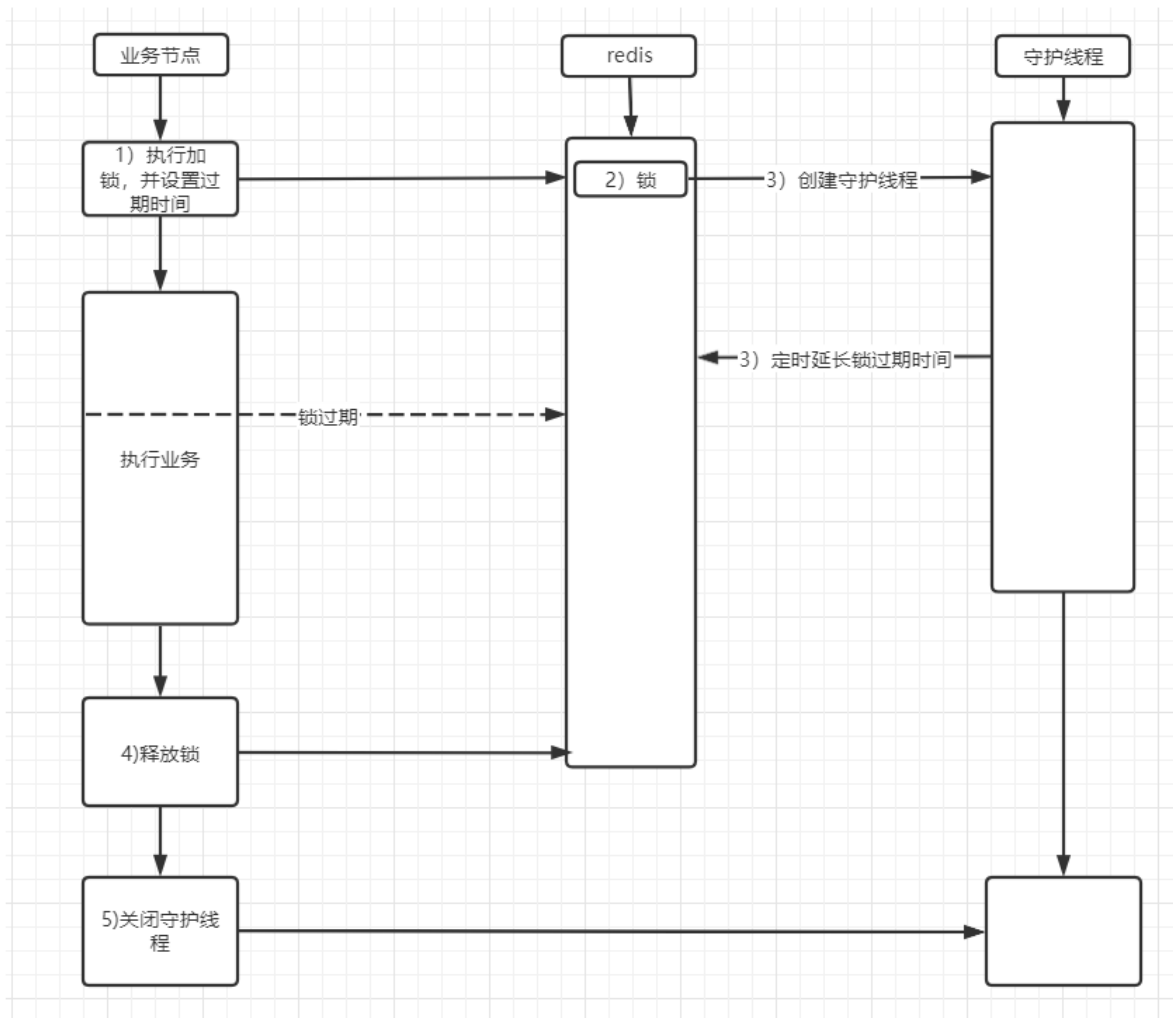 业务节点
redis
守护线程
1）执行加
锁，并设置过
期时间
2）锁
3）创建守护线程
3）定时延长锁过期时间
锁过期
执行业务
4)释放锁
5)关闭守护线
程